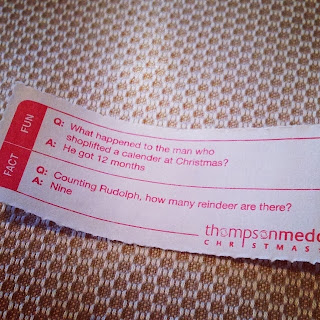 FUN
Q: What happened to the man who
shoplifted a calender at Christmas?
A: He got 12 months
FACT
Q: Counting Rudolph, how many reindeer are there?
A: Nine
thompsonmedd
CHRISTMAS